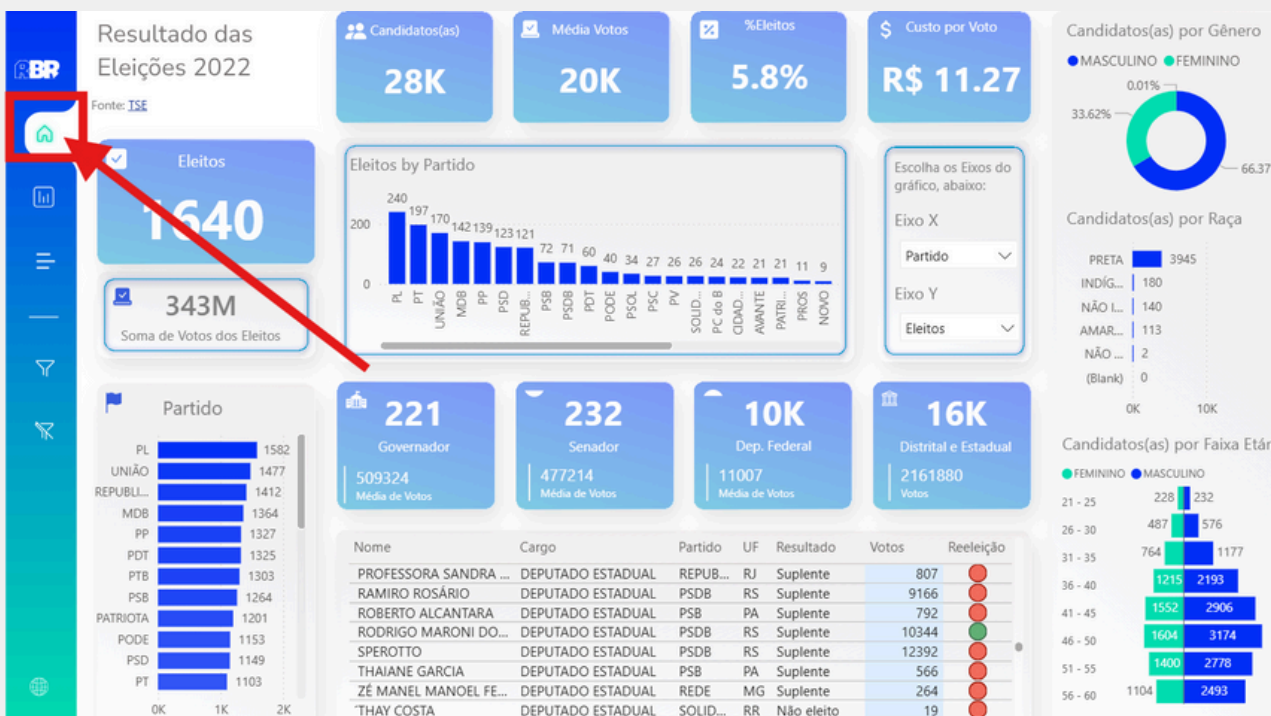 Resultado das
Eleições 2022
Fonte: TSE
RBR
Candidatos(as)
28K
Média Votos
20K
%Eleitos
5.8%
$ Custo por Voto
R$ 11.27
Eleitos
1640
343M
Soma de Votos dos Eleitos
Eleitos by Partido
240 197 170 142 139 123 121 72 71 60 40 34 27 26 26 24 22 21 21 11 9
200
0
PL PT UNIÃO MDB PP PSD REPUB... PSB PSDB PDT PODE PSOL PSC PV SOLID... PC do B CIDAD... AVANTE PATRI... PROS NOVO
Escolha os Eixos do
gráfico, abaixo:
Eixo X
Partido
Eixo Y
Eleitos
Candidatos(as) por Gênero
MASCULINO FEMININO
0.01%
33.62%
66.37
Candidatos(as) por Raça
PRETA 3945
INDÍG... 180
NÃO I... 140
AMAR... 113
NÃO ... 2
(Blank) 0
0K 10K
Partido
PL 1582
UNIÃO 1477
REPUBLI... 1412
MDB 1364
PP 1327
PDT 1325
PTB 1303
PSB 1264
PATRIOTA 1201
PODE 1153
PSD 1149
PT 1103
0K 1K 2K
221
Governador
509324
Média de Votos
232
Senador
477214
Média de Votos
10K
Dep. Federal
11007
Média de Votos
16K
Distrital e Estadual
2161880
Votos
Nome Cargo Partido UF Resultado Votos Reeleição
PROFESSORA SANDRA ... DEPUTADO ESTADUAL REPUB... RJ Suplente 807
RAMIRO ROSÁRIO DEPUTADO ESTADUAL PSDB RS Suplente 9166
ROBERTO ALCANTARA DEPUTADO ESTADUAL PSB PA Suplente 792
RODRIGO MARONI DO... DEPUTADO ESTADUAL PSDB RS Suplente 10344
SPEROTTO DEPUTADO ESTADUAL PSDB RS Suplente 12392
THAIANE GARCIA DEPUTADO ESTADUAL PSB PA Suplente 566
ZÉ MANEL MANOEL FE... DEPUTADO ESTADUAL REDE MG Suplente 264
THAY COSTA DEPUTADO ESTADUAL SOLID... RR Não eleito 19
Candidatos(as) por Faixa Etár
FEMININO MASCULINO
21 - 25 228 232
26 - 30 487 576
31 - 35 764 1177
36 - 40 1215 2193
41 - 45 1552 2906
46 - 50 1604 3174
51 - 55 1400 2778
56 - 60 1104 2493